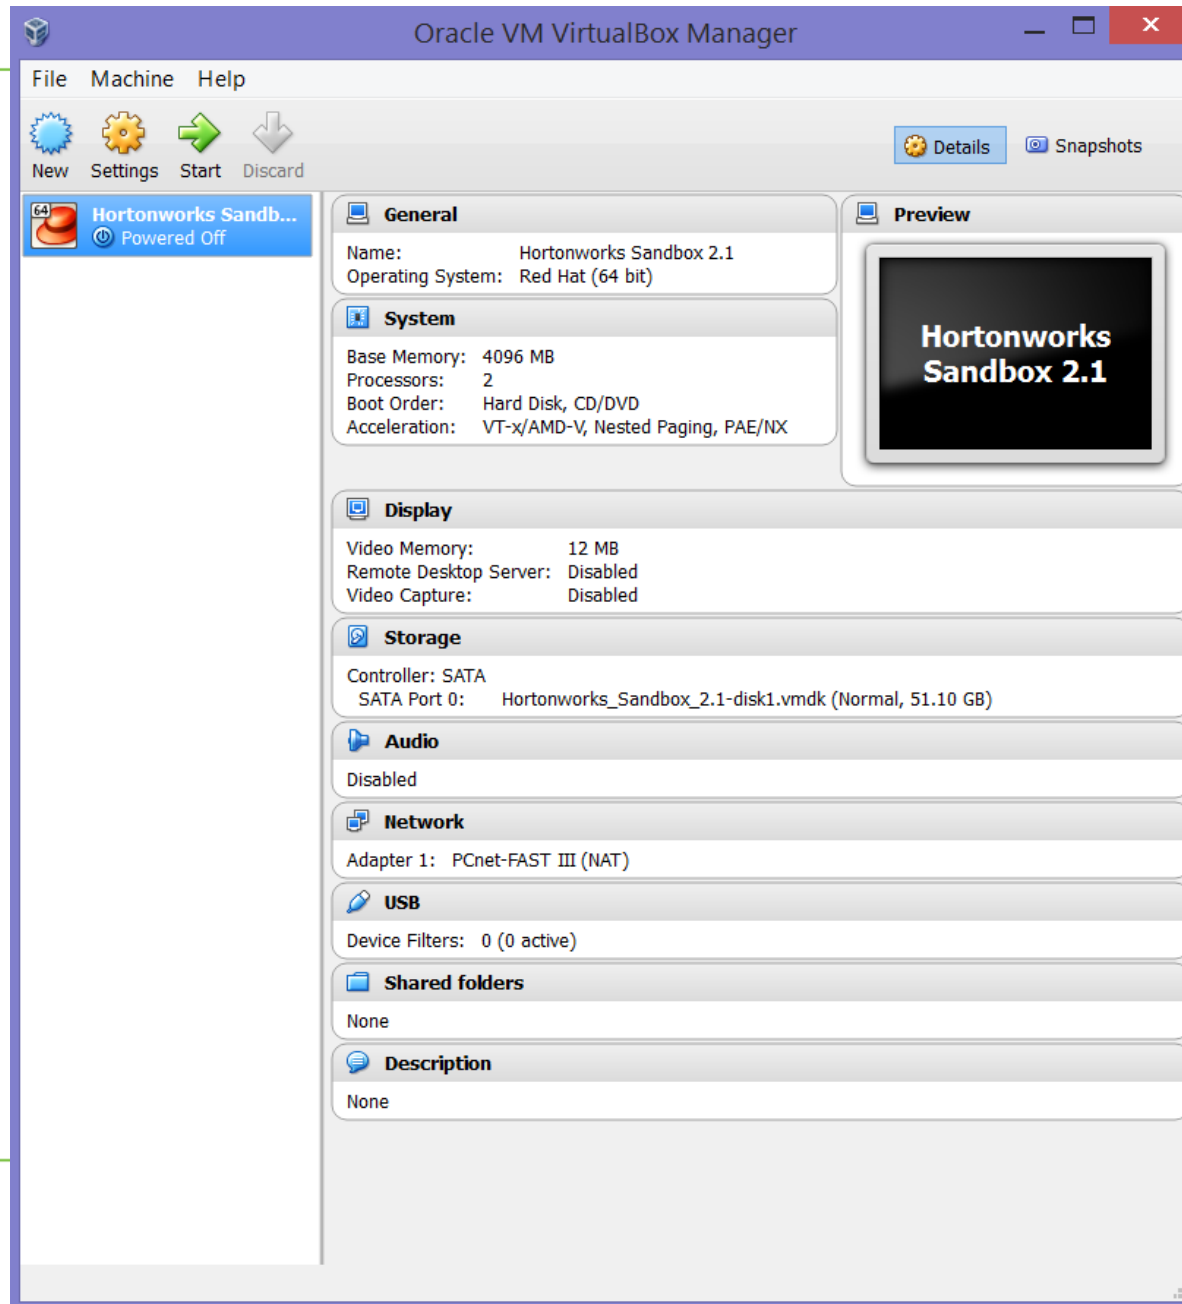 Oracle VM VirtualBox Manager
File Machine Help
New Settings Start Discard
Details Snapshots
64
Hortonworks Sandb...
Powered Off
General
Name: Hortonworks Sandbox 2.1
Operating System: Red Hat (64 bit)
System
Base Memory: 4096 MB
Processors: 2
Boot Order: Hard Disk, CD/DVD
Acceleration: VT-x/AMD-V, Nested Paging, PAE/NX
Preview
Hortonworks
Sandbox 2.1
Display
Video Memory: 12 MB
Remote Desktop Server: Disabled
Video Capture: Disabled
Storage
Controller: SATA
SATA Port 0: Hortonworks_Sandbox_2.1-disk1.vmdk (Normal, 51.10 GB)
Audio
Disabled
Network
Adapter 1: PCnet-FAST III (NAT)
USB
Device Filters: 0 (0 active)
Shared folders
None
Description
None